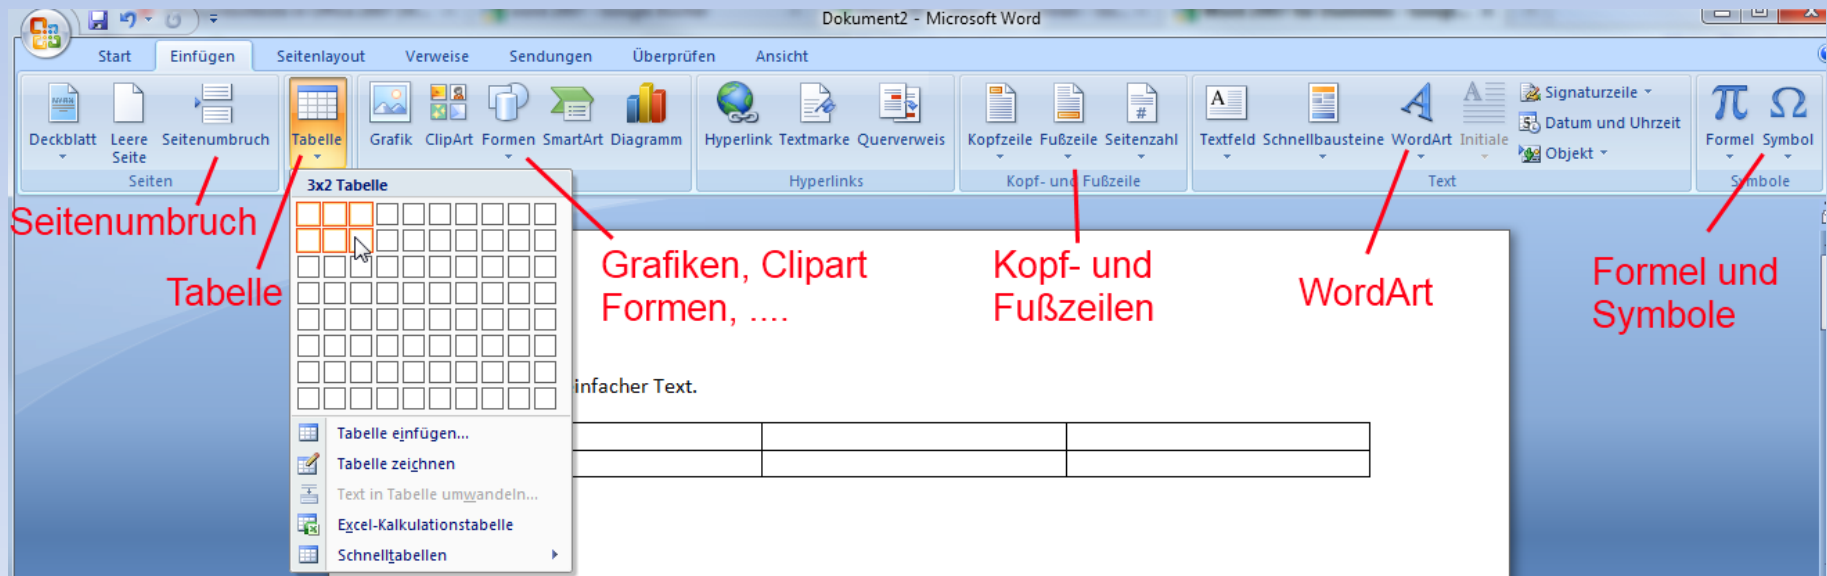 Dokument2 - Microsoft Word
Start Einfügen Seitenlayout Verweise Sendungen Überprüfen Ansicht
Deckblatt Leere Seite Seitenumbruch Tabelle Grafik ClipArt Formen SmartArt Diagramm Hyperlink Textmarke Querverweis Kopfzeile Fußzeile Seitenzahl # A Textfeld Schnellbausteine A WordArt A Initiale
Signaturzeile
Datum und Uhrzeit
Objekt
π Formel Ω Symbol
Seiten Hyperlinks Kopf- und Fußzeile Text Symbole
3x2 Tabelle
Seitenumbruch
Tabelle
Grafiken, Clipart
Formen, ....
Kopf- und
Fußzeilen
WordArt
Formel und
Symbole
infacher Text.
Tabelle einfügen...
Tabelle zeichnen
Text in Tabelle umwandeln...
Excel-Kalkulationstabelle
Schnelltabellen